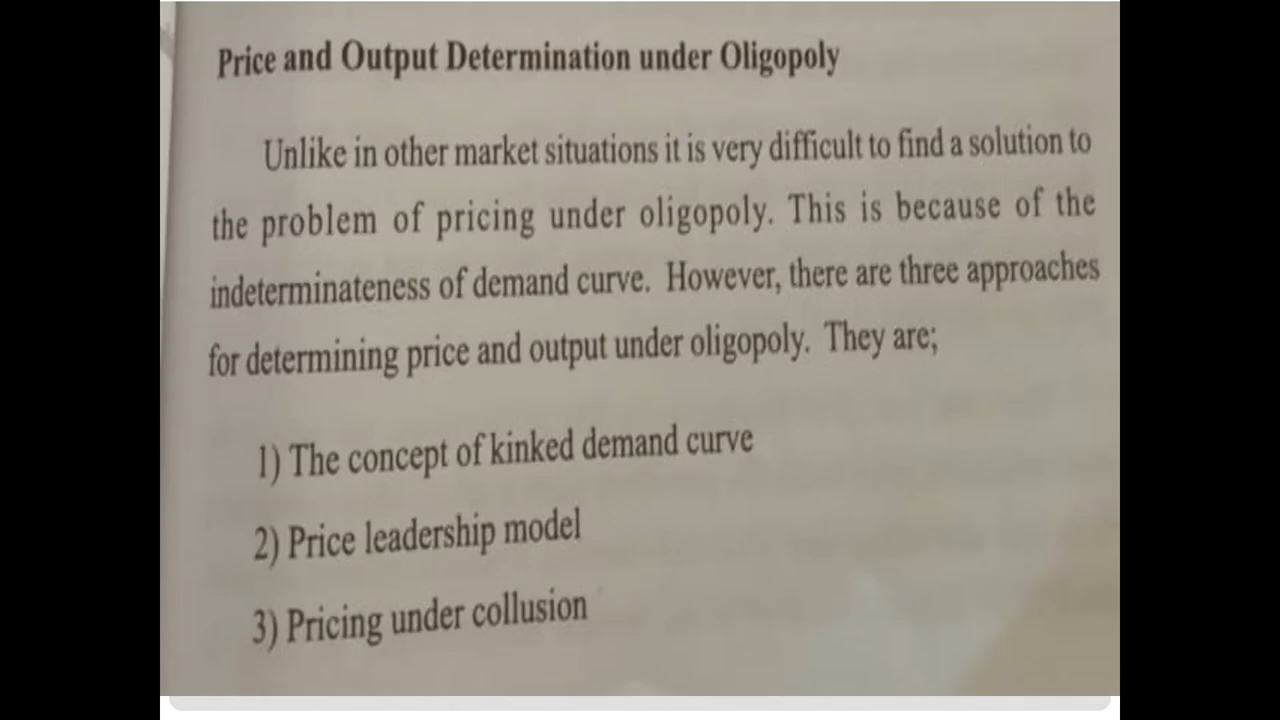 Price and Output Determination under Oligopoly
Unlike in other market situations it is very difficult to find a solution to
the problem of pricing under oligopoly. This is because of the
indeterminateness of demand curve. However, there are three approaches
for determining price and output under oligopoly. They are;
1) The concept of kinked demand curve
2) Price leadership model
3) Pricing under collusion